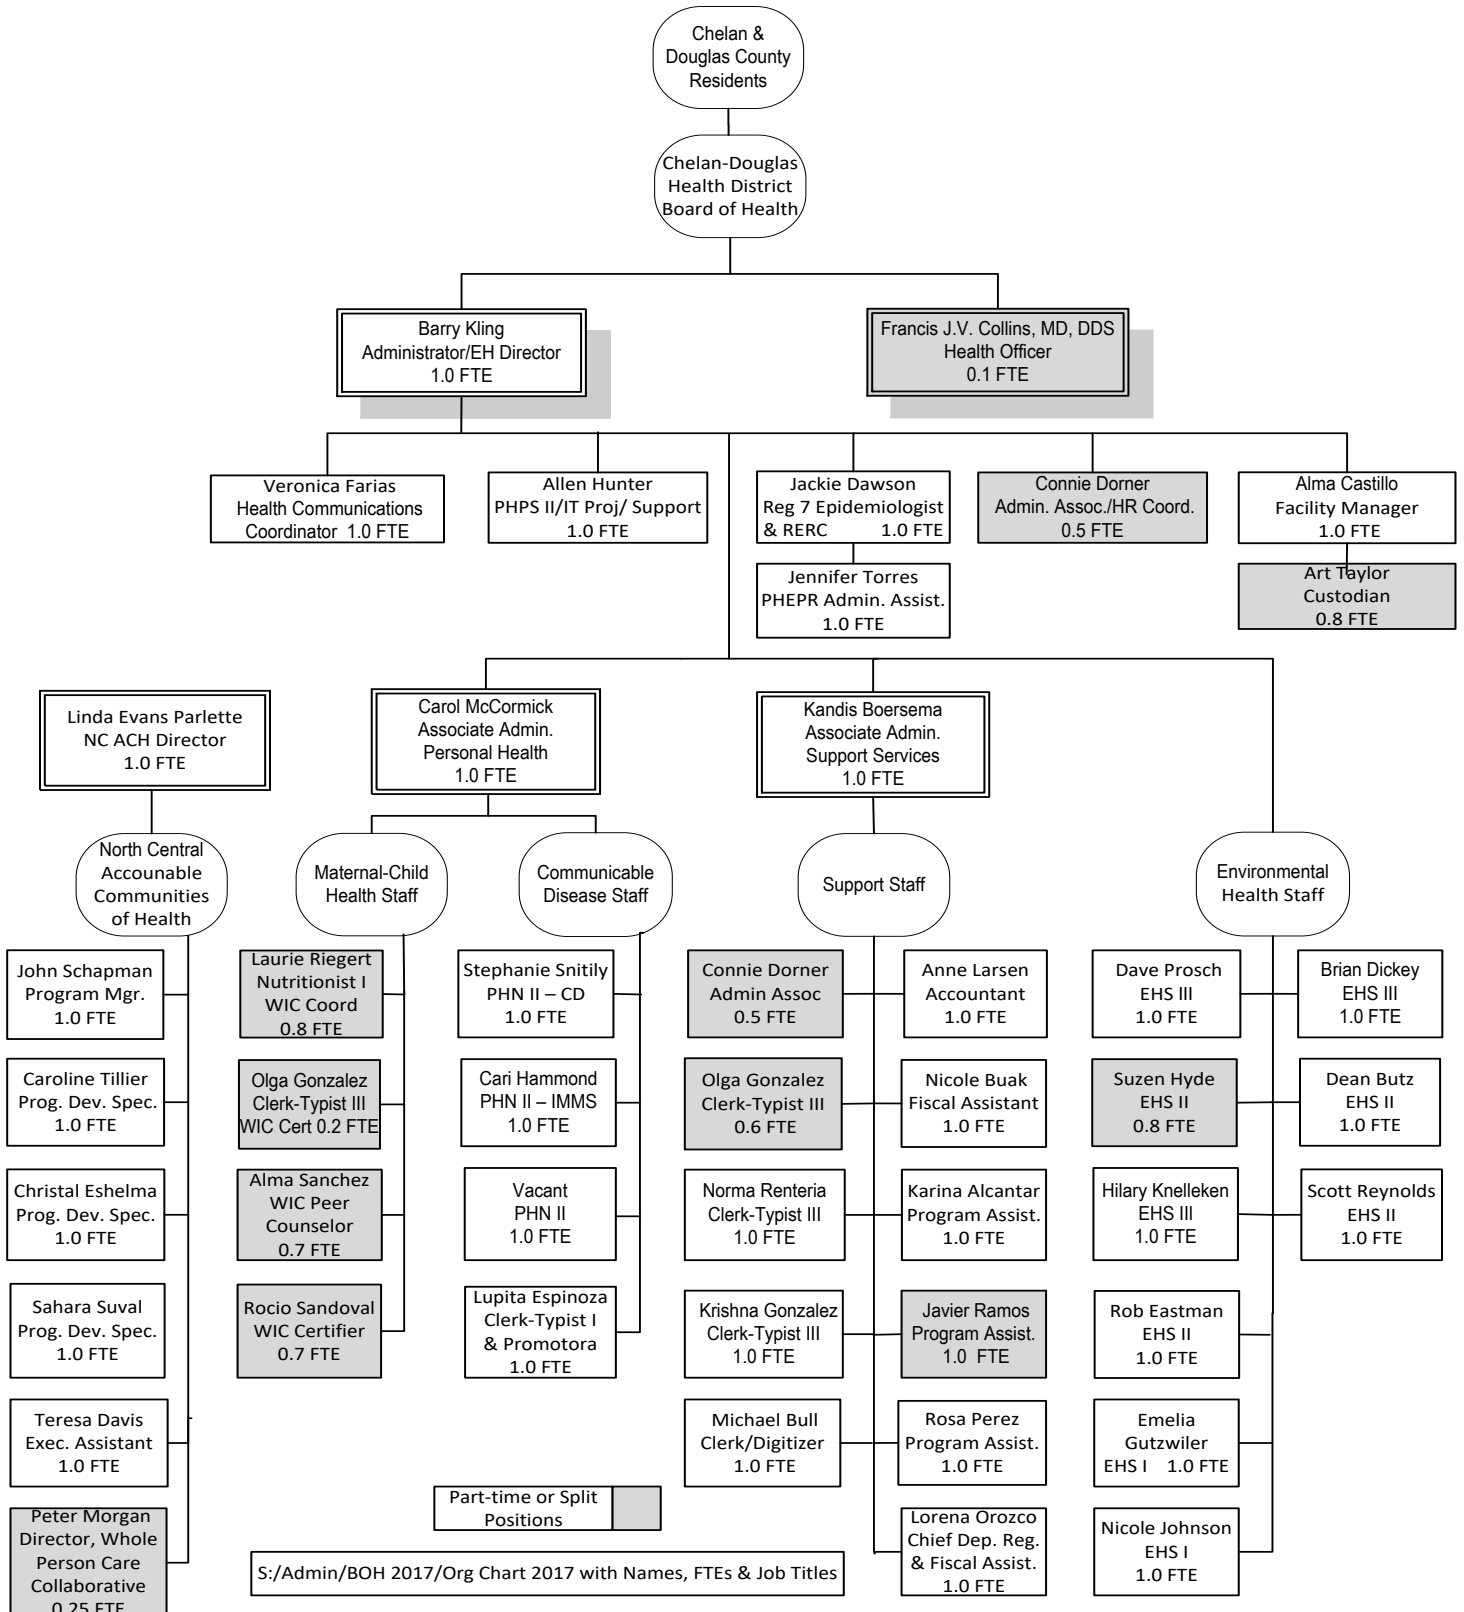 Chelan &
Douglas County
Residents
Chelan-Douglas
Health District
Board of Health
Barry Kling
Administrator/EH Director
1.0 FTE
Francis J.V. Collins, MD, DDS
Health Officer
0.1 FTE
Veronica Farias
Health Communications
Coordinator 1.0 FTE
Allen Hunter
PHPS II/IT Proj/ Support
1.0 FTE
Jackie Dawson
Reg 7 Epidemiologist
& RERC 1.0 FTE
Connie Dorner
Admin. Assoc./HR Coord.
0.5 FTE
Alma Castillo
Facility Manager
1.0 FTE
Jennifer Torres
PHEPR Admin. Assist.
1.0 FTE
Art Taylor
Custodian
0.8 FTE
Linda Evans Parlette
NC ACH Director
1.0 FTE
Carol McCormick
Associate Admin.
Personal Health
1.0 FTE
Kandis Boersema
Associate Admin.
Support Services
1.0 FTE
North Central
Accounable
Communities
of Health
Maternal-Child
Health Staff
Communicable
Disease Staff
Support Staff
Environmental
Health Staff
John Schapman
Program Mgr.
1.0 FTE
Caroline Tillier
Prog. Dev. Spec.
1.0 FTE
Christal Eshelma
Prog. Dev. Spec.
1.0 FTE
Sahara Suval
Prog. Dev. Spec.
1.0 FTE
Teresa Davis
Exec. Assistant
1.0 FTE
Peter Morgan
Director, Whole
Person Care
Collaborative
0.25 FTE
Laurie Riegert
Nutritionist I
WIC Coord
0.8 FTE
Olga Gonzalez
Clerk-Typist III
WIC Cert 0.2 FTE
Alma Sanchez
WIC Peer
Counselor
0.7 FTE
Rocio Sandoval
WIC Certifier
0.7 FTE
Stephanie Snitily
PHN II – CD
1.0 FTE
Cari Hammond
PHN II – IMMS
1.0 FTE
Vacant
PHN II
1.0 FTE
Lupita Espinoza
Clerk-Typist I
& Promotora
1.0 FTE
Connie Dorner
Admin Assoc
0.5 FTE
Olga Gonzalez
Clerk-Typist III
0.6 FTE
Norma Renteria
Clerk-Typist III
1.0 FTE
Krishna Gonzalez
Clerk-Typist III
1.0 FTE
Michael Bull
Clerk/Digitizer
1.0 FTE
Anne Larsen
Accountant
1.0 FTE
Nicole Buak
Fiscal Assistant
1.0 FTE
Karina Alcantar
Program Assist.
1.0 FTE
Javier Ramos
Program Assist.
1.0 FTE
Rosa Perez
Program Assist.
1.0 FTE
Lorena Orozco
Chief Dep. Reg.
& Fiscal Assist.
1.0 FTE
Dave Prosch
EHS III
1.0 FTE
Suzen Hyde
EHS II
0.8 FTE
Hilary Knelleken
EHS III
1.0 FTE
Rob Eastman
EHS II
1.0 FTE
Emelia
Gutzwiler
EHS I 1.0 FTE
Nicole Johnson
EHS I
1.0 FTE
Brian Dickey
EHS III
1.0 FTE
Dean Butz
EHS II
1.0 FTE
Scott Reynolds
EHS II
1.0 FTE
Part-time or Split
Positions
S:/Admin/BOH 2017/Org Chart 2017 with Names, FTEs & Job Titles